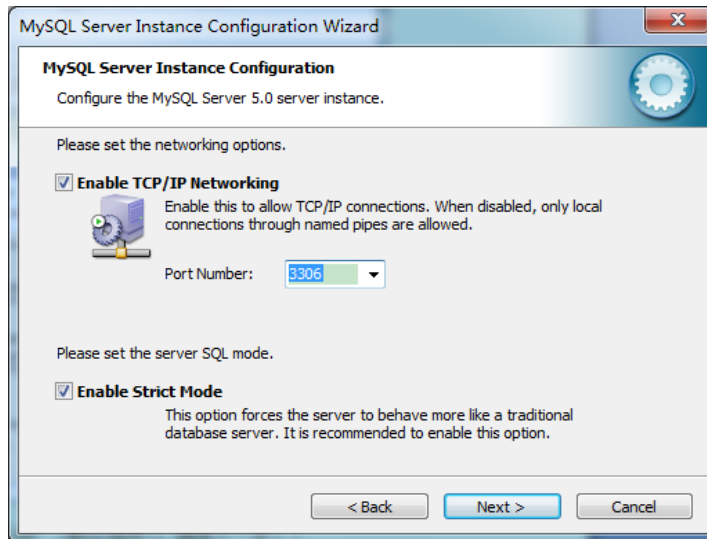 MySQL Server Instance Configuration Wizard
MySQL Server Instance Configuration
Configure the MySQL Server 5.0 server instance.
Please set the networking options.
Enable TCP/IP Networking
Enable this to allow TCP/IP connections. When disabled, only local
connections through named pipes are allowed.
Port Number: 3306
Please set the server SQL mode.
Enable Strict Mode
This option forces the server to behave more like a traditional
database server. It is recommended to enable this option.
< Back Next > Cancel